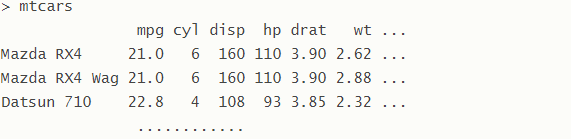 > mtcars
mpg cyl disp hp drat wt ...
Mazda RX4 21.0 6 160 110 3.90 2.62 ...
Mazda RX4 Wag 21.0 6 160 110 3.90 2.88 ...
Datsun 710 22.8 4 108 93 3.85 2.32 ...
............